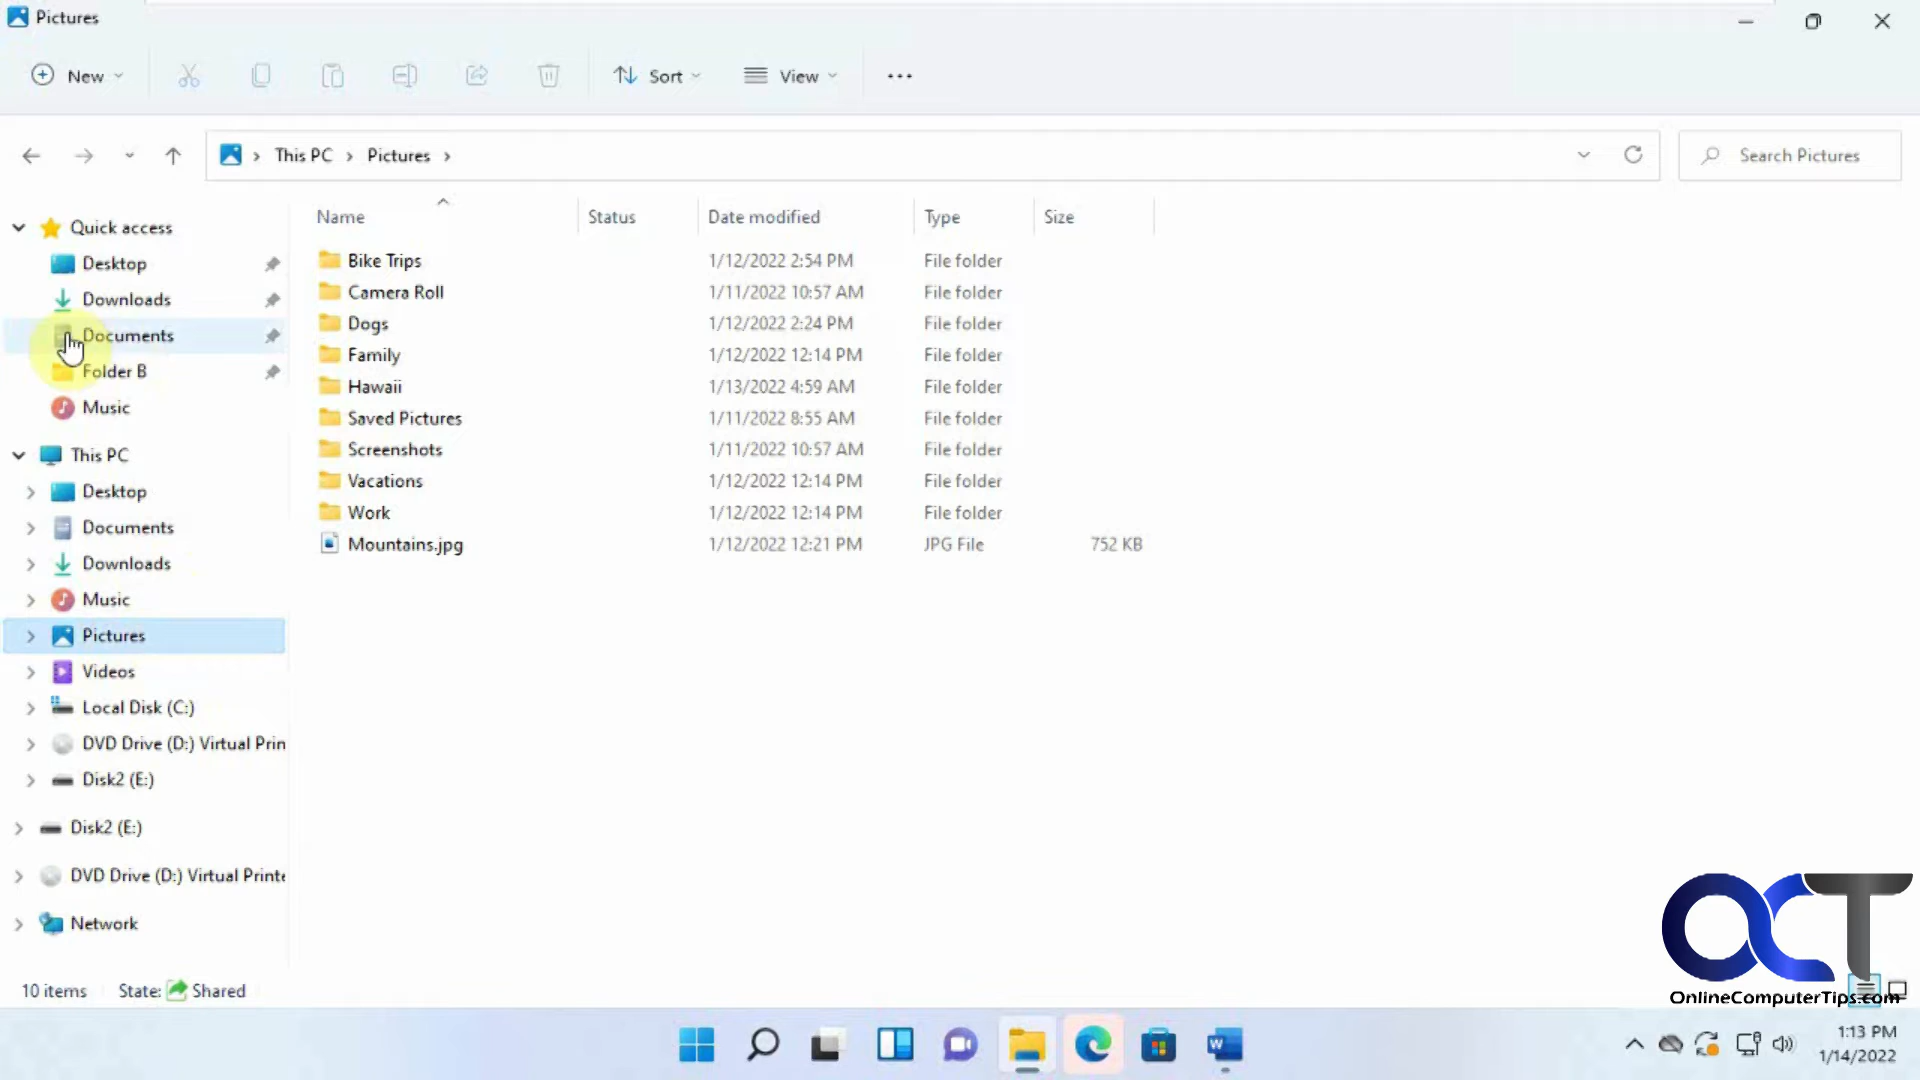 Pictures
New
Sort
View
This PC
Pictures
Search Pictures
Name
Status
Date modified
Type
Size
Quick access
Desktop
Downloads
Documents
Folder B
Music
This PC
Desktop
Documents
Downloads
Music
Pictures
Videos
Local Disk (C:)
DVD Drive (D:) Virtual Prin
Disk2 (E:)
Disk2 (E:)
DVD Drive (D:) Virtual Printe
Network
Bike Trips 1/12/2022 2:54 PM File folder
Camera Roll 1/11/2022 10:57 AM File folder
Dogs 1/12/2022 2:24 PM File folder
Family 1/12/2022 12:14 PM File folder
Hawaii 1/13/2022 4:59 AM File folder
Saved Pictures 1/11/2022 8:55 AM File folder
Screenshots 1/11/2022 10:57 AM File folder
Vacations 1/12/2022 12:14 PM File folder
Work 1/12/2022 12:14 PM File folder
Mountains.jpg 1/12/2022 12:21 PM JPG File 752 KB
10 items State: Shared
OCT
OnlineComputerTips.com
W
1:13 PM
1/14/2022